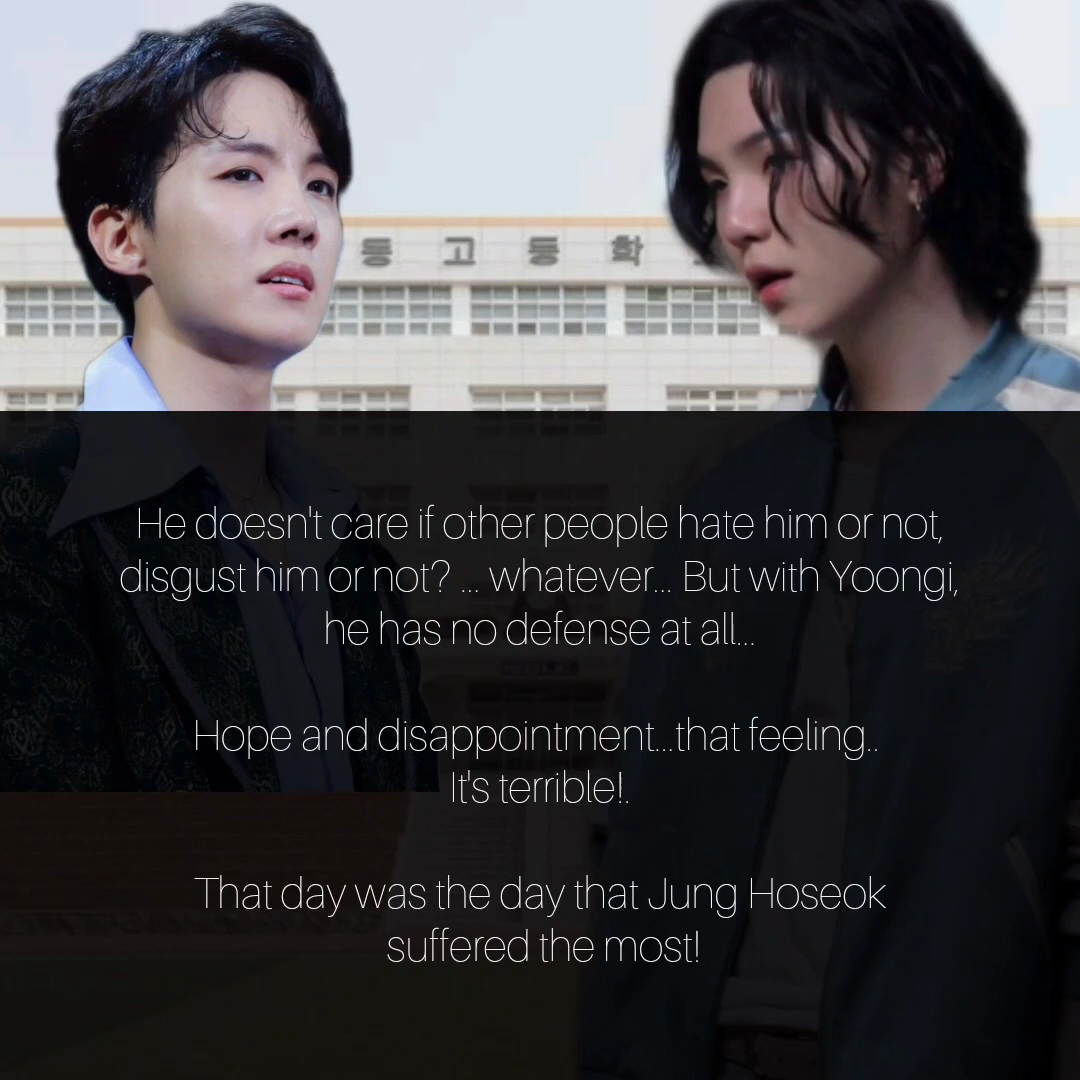 등 고 등 학
He doesn't care if other people hate him or not,
disgust him or not? ... whatever... But with Yoongi,
he has no defense at all...
Hope and disappointment...that feeling..
It's terrible!.
That day was the day that Jung Hoseok
suffered the most!